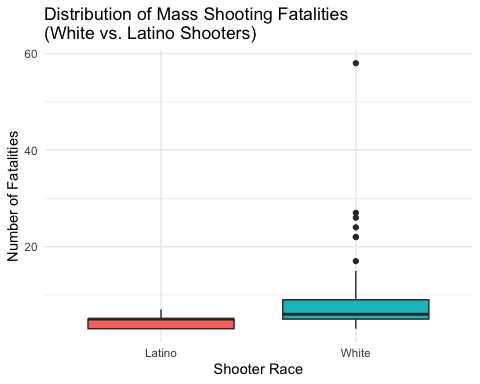 Distribution of Mass Shooting Fatalities
(White vs. Latino Shooters)
Number of Fatalities
60
40
20
Latino
White
Shooter Race